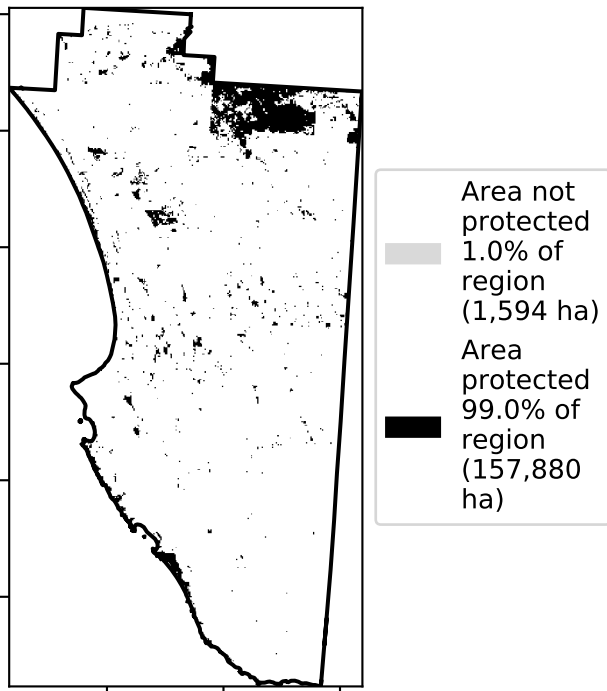 Area not
protected
1.0% of
region
(1,594 ha)
Area
protected
99.0% of
region
(157,880
ha)